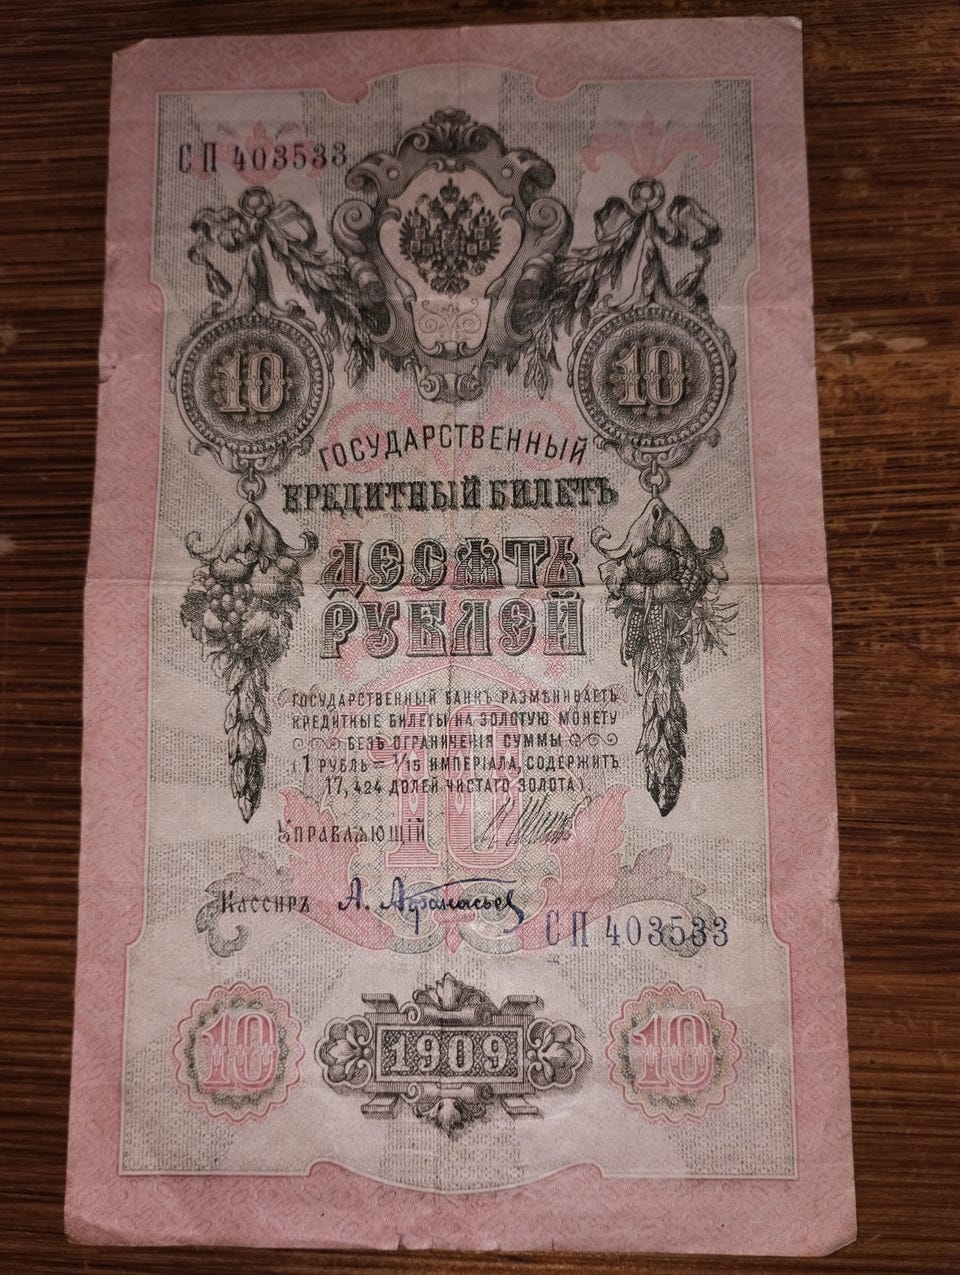 СП 403533
10 10
ГОСУДАРСТВЕННЫЙ
КРЕДИТНЫЙ БИЛЕТЪ
ДЕСЯТЬ
РУБЛЕЙ
ГОСУДАРСТВЕННЫЙ БАНКЪ РАЗМѢНИВАЕТЪ
КРЕДИТНЫЕ БИЛЕТЫ НА ЗОЛОТУЮ МОНЕТУ
БЕЗЪ ОГРАНИЧЕНІЯ СУММЫ
(1 РУБЛЬ = 1/15 ИМПЕРІАЛА, СОДЕРЖИТЪ
17,424 ДОЛЕЙ ЧИСТАГО ЗОЛОТА).
10
УПРАВЛЯЮЩІЙ
Кассиръ А. Афанасьев
СП 403533
10 1909 10